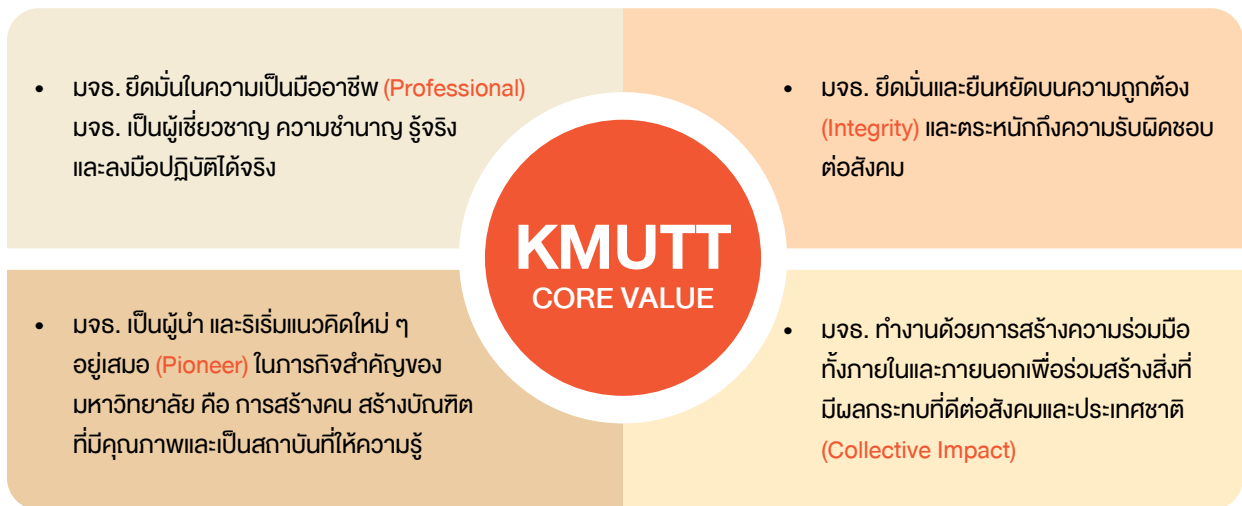 • มจธ. ยึดมั่นในความเป็นมืออาชีพ (Professional)
มจธ. เป็นผู้เชี่ยวชาญ ความชำนาญ รู้จริง
และลงมือปฏิบัติได้จริง
• มจธ. ยึดมั่นและยืนหยัดบนความถูกต้อง
(Integrity) และตระหนักถึงความรับผิดชอบ
ต่อสังคม
KMUTT
CORE VALUE
• มจธ. เป็นผู้นำ และริเริ่มแนวคิดใหม่ ๆ
อยู่เสมอ (Pioneer) ในภารกิจสำคัญของ
มหาวิทยาลัย คือ การสร้างคน สร้างบัณฑิต
ที่มีคุณภาพและเป็นสถาบันที่ให้ความรู้
• มจธ. ทำงานด้วยการสร้างความร่วมมือ
ทั้งภายในและภายนอกเพื่อร่วมสร้างสิ่งที่
มีผลกระทบที่ดีต่อสังคมและประเทศชาติ
(Collective Impact)